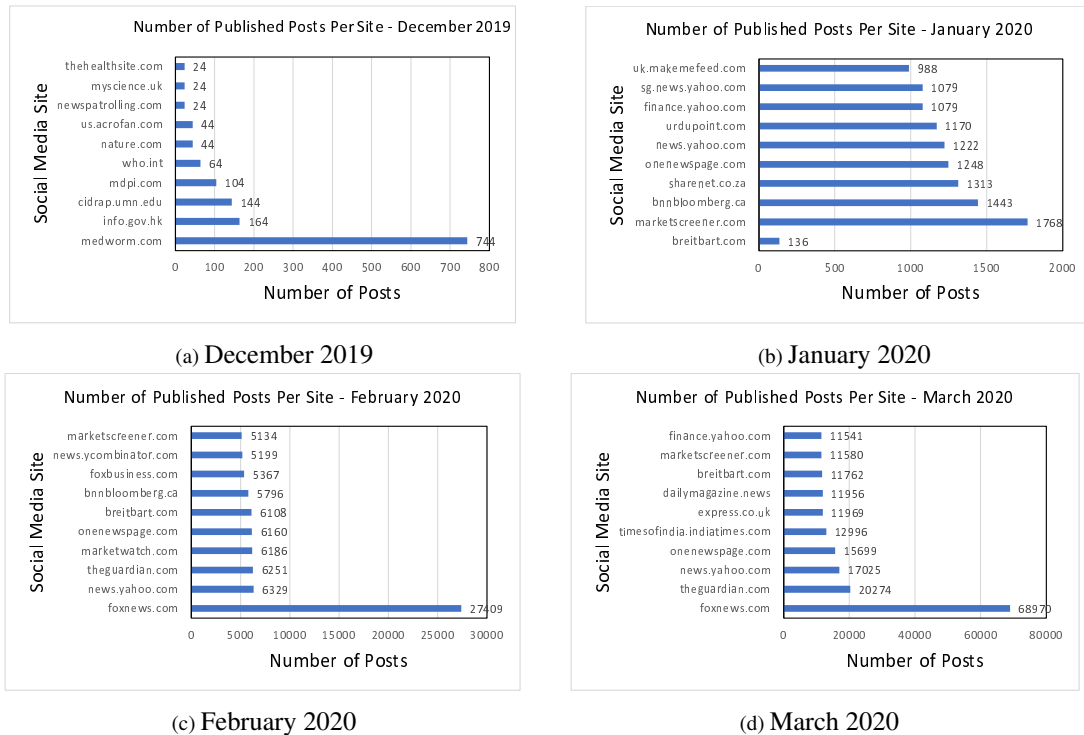 Number of Published Posts Per Site - December 2019
Social Media Site
thehealthsite.com 24
myscience.uk 24
newspatrolling.com 24
us.acrofan.com 44
nature.com 44
who.int 64
mdpi.com 104
cidrap.umn.edu 144
info.gov.hk 164
medworm.com 744
0 100 200 300 400 500 600 700 800
Number of Posts
(a) December 2019
Number of Published Posts Per Site - January 2020
Social Media Site
uk.makemefeed.com 988
sg.news.yahoo.com 1079
finance.yahoo.com 1079
urdupoint.com 1170
news.yahoo.com 1222
onenewspage.com 1248
sharenet.co.za 1313
bnnbloomberg.ca 1443
marketscreener.com 1768
breitbart.com 136
0 500 1000 1500 2000
Number of Posts
(b) January 2020
Number of Published Posts Per Site - February 2020
Social Media Site
marketscreener.com 5134
news.ycombinator.com 5199
foxbusiness.com 5367
bnnbloomberg.ca 5796
breitbart.com 6108
onenewspage.com 6160
marketwatch.com 6186
theguardian.com 6251
news.yahoo.com 6329
foxnews.com 27409
0 5000 10000 15000 20000 25000 30000
Number of Posts
(c) February 2020
Number of Published Posts Per Site - March 2020
Social Media Site
finance.yahoo.com 11541
marketscreener.com 11580
breitbart.com 11762
dailymagazine.news 11956
express.co.uk 11969
timesofindia.indiatimes.com 12996
onenewspage.com 15699
news.yahoo.com 17025
theguardian.com 20274
foxnews.com 68970
0 20000 40000 60000 80000
Number of Posts
(d) March 2020